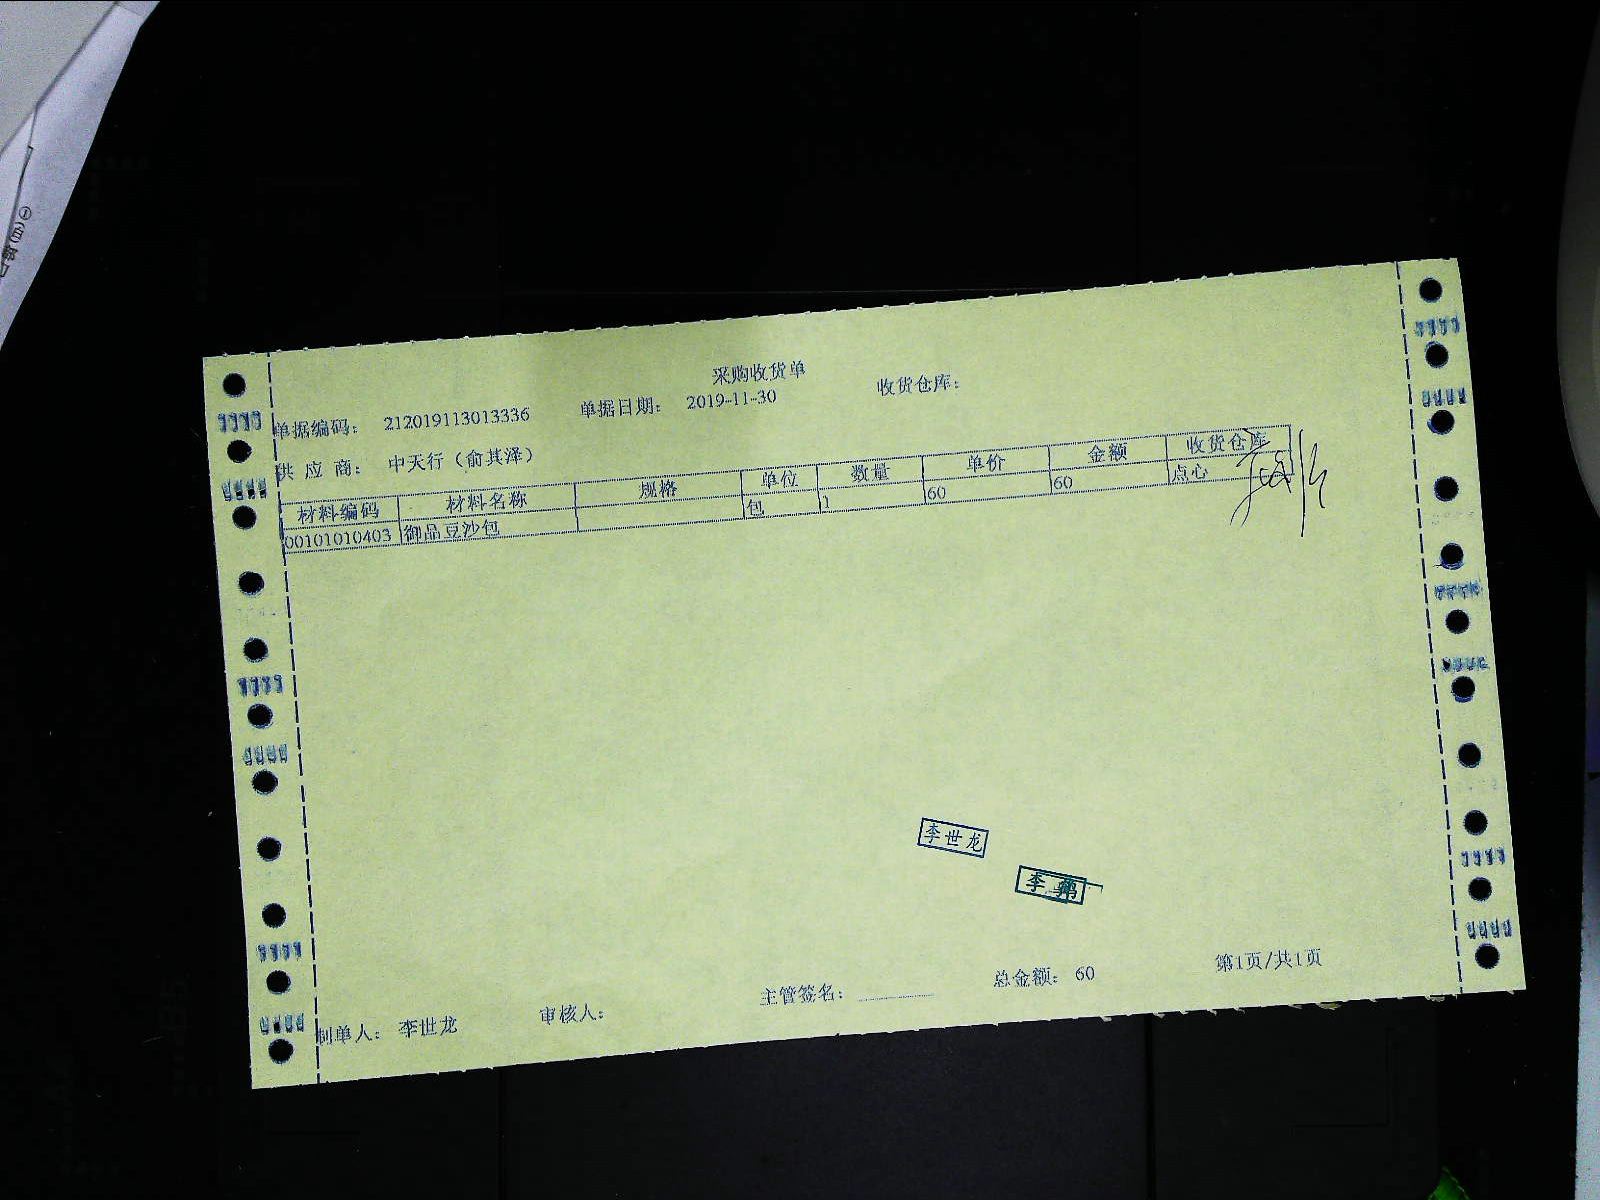 采购收货单
单据编码： 212019113013336 单据日期： 2019-11-30 收货仓库：
供 应 商： 中天行（俞其泽）
材料编码 材料名称 规格 单位 数量 单价 金额 收货仓库
00101010403 御品豆沙包 包 1 60 60 点心
李世龙
李
制单人： 李世龙 审核人： 主管签名： 总金额： 60 第1页/共1页